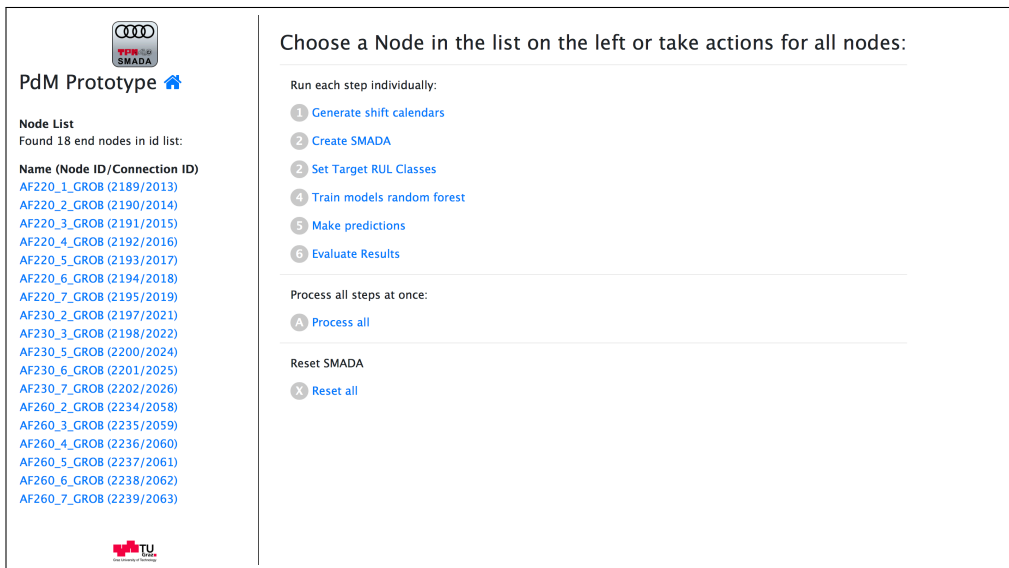 TPM 4.0
SMADA
PdM Prototype
Node List
Found 18 end nodes in id list:
Name (Node ID/Connection ID)
AF220_1_GROB (2189/2013)
AF220_2_GROB (2190/2014)
AF220_3_GROB (2191/2015)
AF220_4_GROB (2192/2016)
AF220_5_GROB (2193/2017)
AF220_6_GROB (2194/2018)
AF220_7_GROB (2195/2019)
AF230_2_GROB (2197/2021)
AF230_3_GROB (2198/2022)
AF230_5_GROB (2200/2024)
AF230_6_GROB (2201/2025)
AF230_7_GROB (2202/2026)
AF260_2_GROB (2234/2058)
AF260_3_GROB (2235/2059)
AF260_4_GROB (2236/2060)
AF260_5_GROB (2237/2061)
AF260_6_GROB (2238/2062)
AF260_7_GROB (2239/2063)
TU
Graz
Graz University of Technology
Choose a Node in the list on the left or take actions for all nodes:
Run each step individually:
1 Generate shift calendars
2 Create SMADA
2 Set Target RUL Classes
4 Train models random forest
5 Make predictions
6 Evaluate Results
Process all steps at once:
A Process all
Reset SMADA
X Reset all